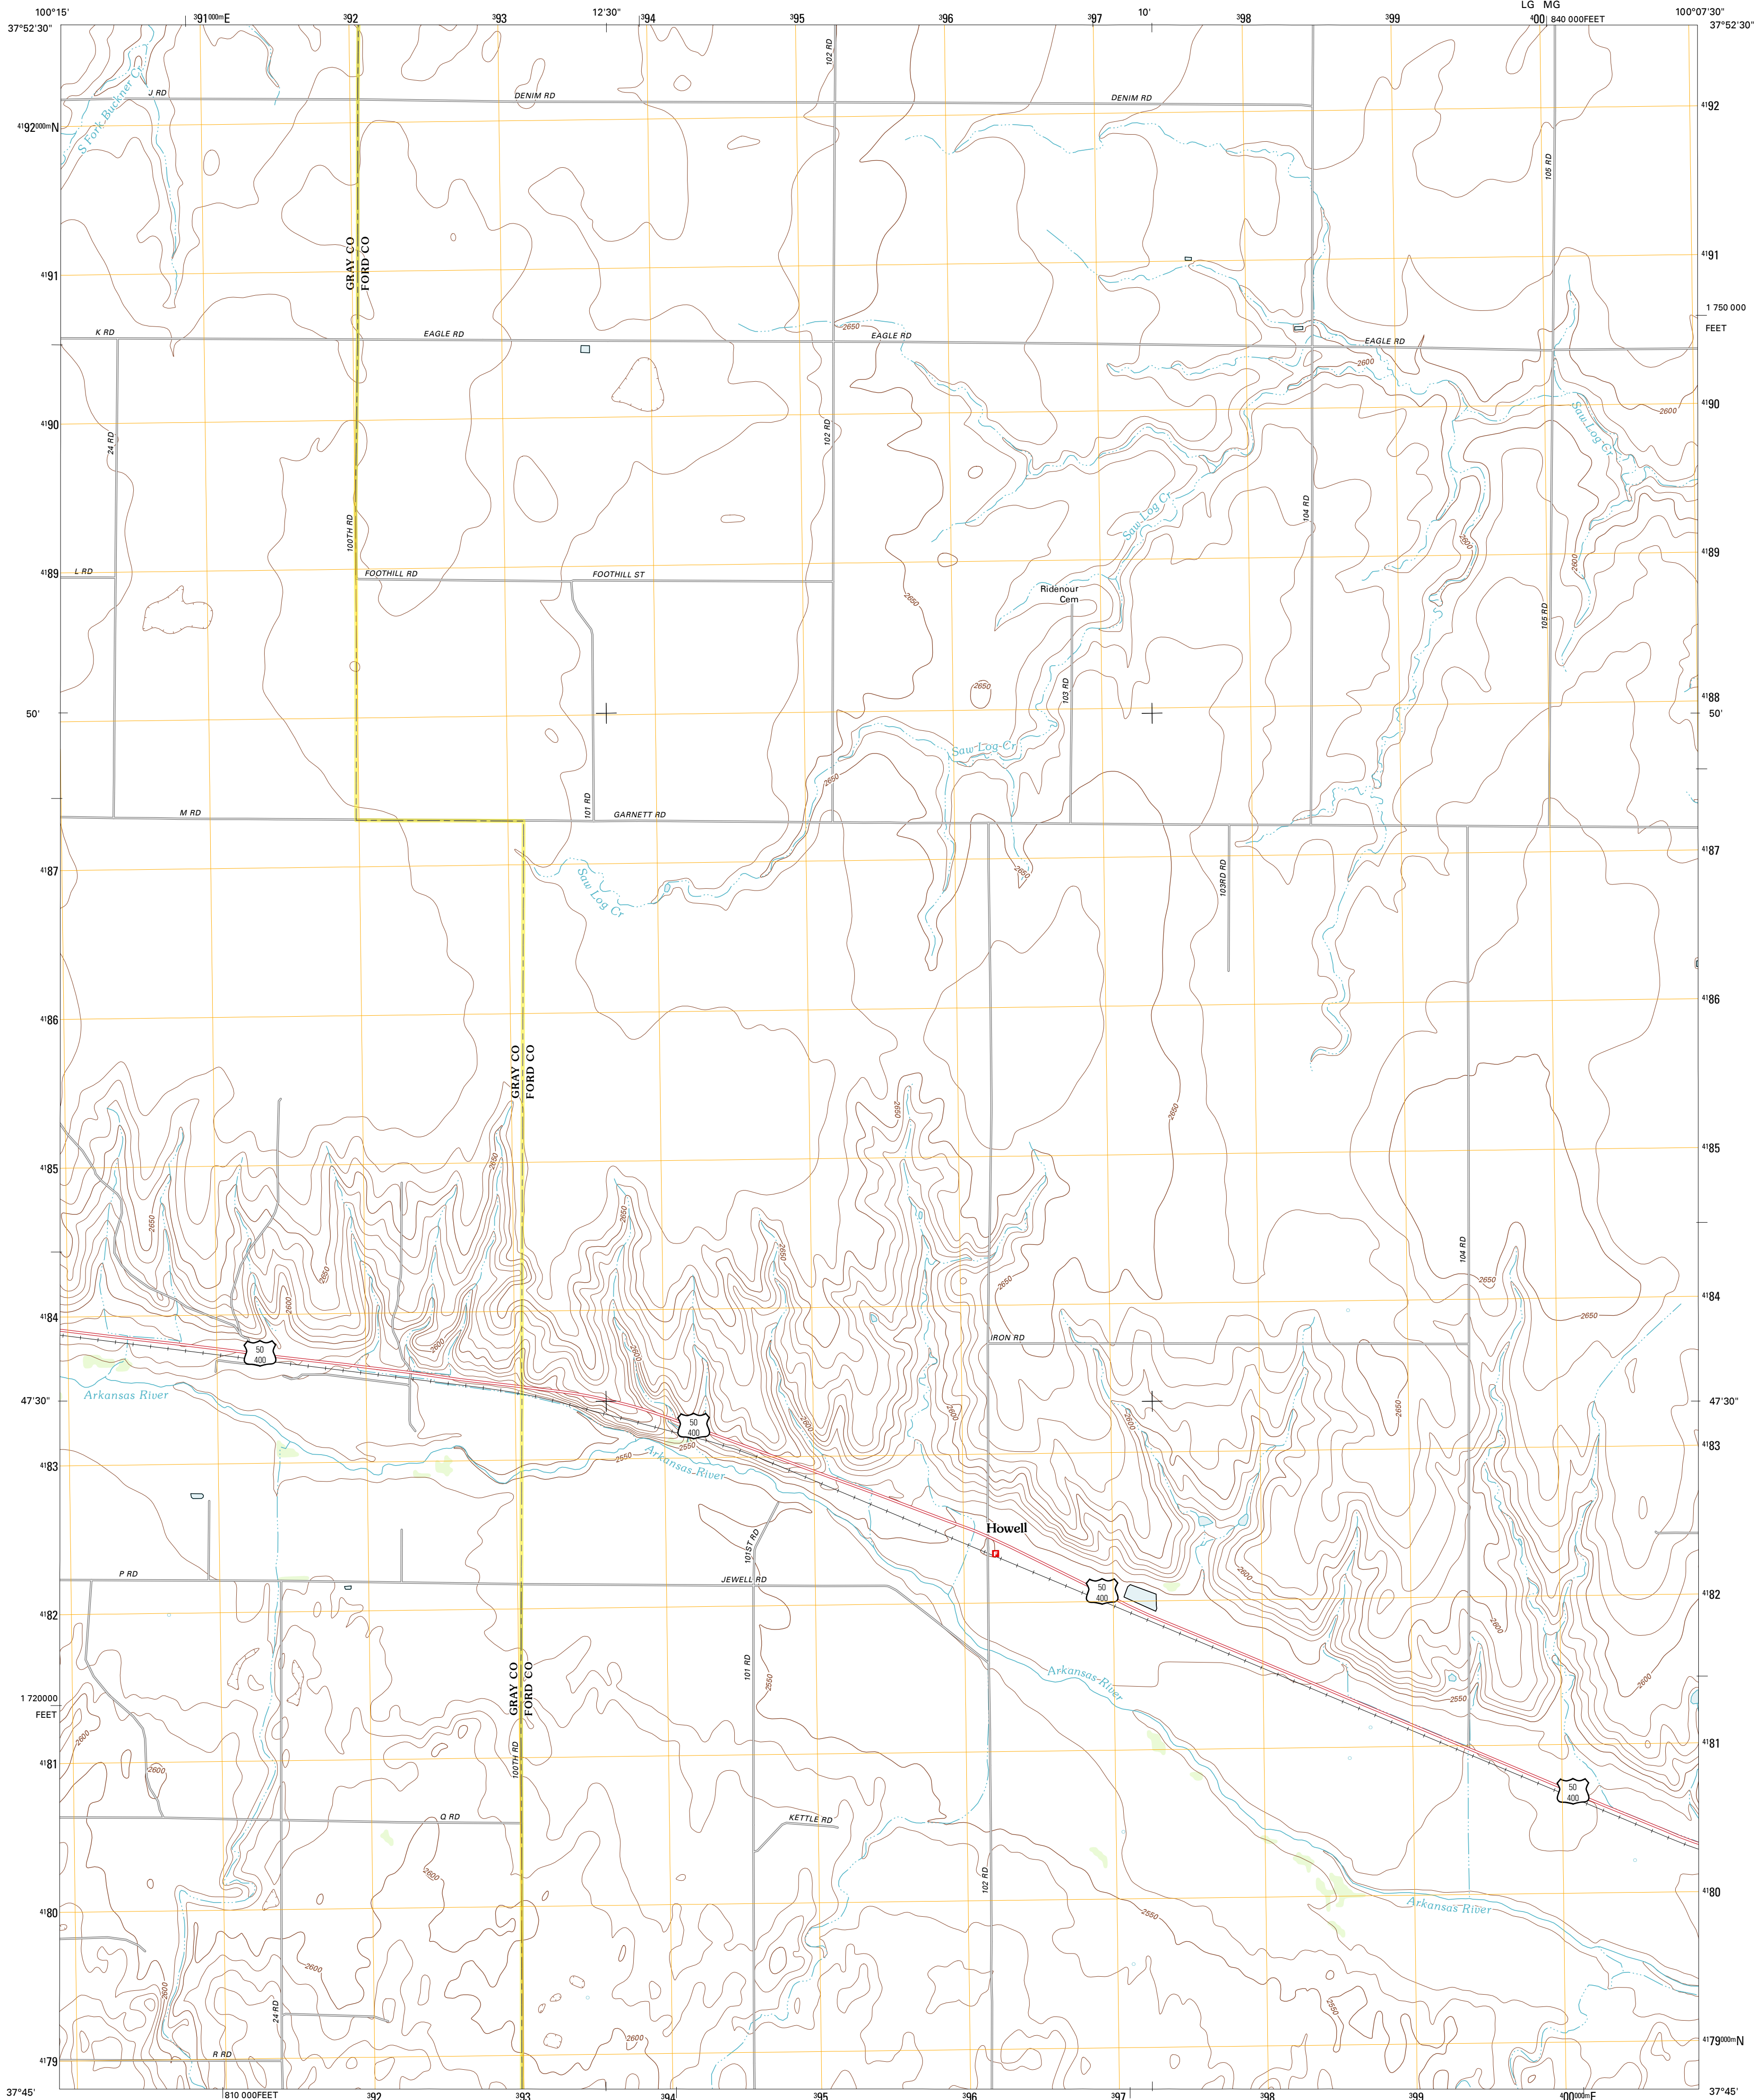 LG MG
100°15' 391000mE 392 393 12'30" 394 395 396 397 10' 398 399 400 840 000FEET 100°07'30"
37°52'30" 37°52'30"
102 RD
S Fork Buckner Cr
J RD
DENIM RD
DENIM RD
4192
4192000mN
105 RD
GRAY CO
FORD CO
4191
4191
1 750 000
FEET
2650
K RD
EAGLE RD
EAGLE RD
EAGLE RD
2600
4190
4190
2600
Saw Log Cr
24 RD
102 RD
100TH RD
104 RD
Saw Log Cr
2600
4189
4189
2600
L RD
FOOTHILL RD
FOOTHILL ST
Ridenour
Cem
2650
105 RD
2650
103 RD
4188
50'
50'
Saw Log Cr
2650
101 RD
M RD
GARNETT RD
4187
4187
2650
Saw Log Cr
103RD RD
4186
4186
GRAY CO
FORD CO
2650
2650
4185
4185
2650
2650
2650
2650
2650
104 RD
2650
2650
2650
2600
4184
4184
2650
IRON RD
2600
2600
50
400
Arkansas River
47'30"
47'30"
2650
2600
2600
2600
50
400
2550
2550
Arkansas River
4183
4183
Howell
F
101ST RD
P RD
JEWELL RD
2600
50
400
4182
4182
2600
GRAY CO
FORD CO
101 RD
2550
Arkansas River
2600
2550
1 720000
FEET
2600
4181
4181
100TH RD
2600
50
400
Q RD
KETTLE RD
2600
102 RD
4180
4180
Arkansas River
2550
2600
2600
24 RD
2550
2600
R RD
4179
4179000mN
37°45' 37°45'
810 000FEET 392 393 394 395 396 397 398 399 400000mE